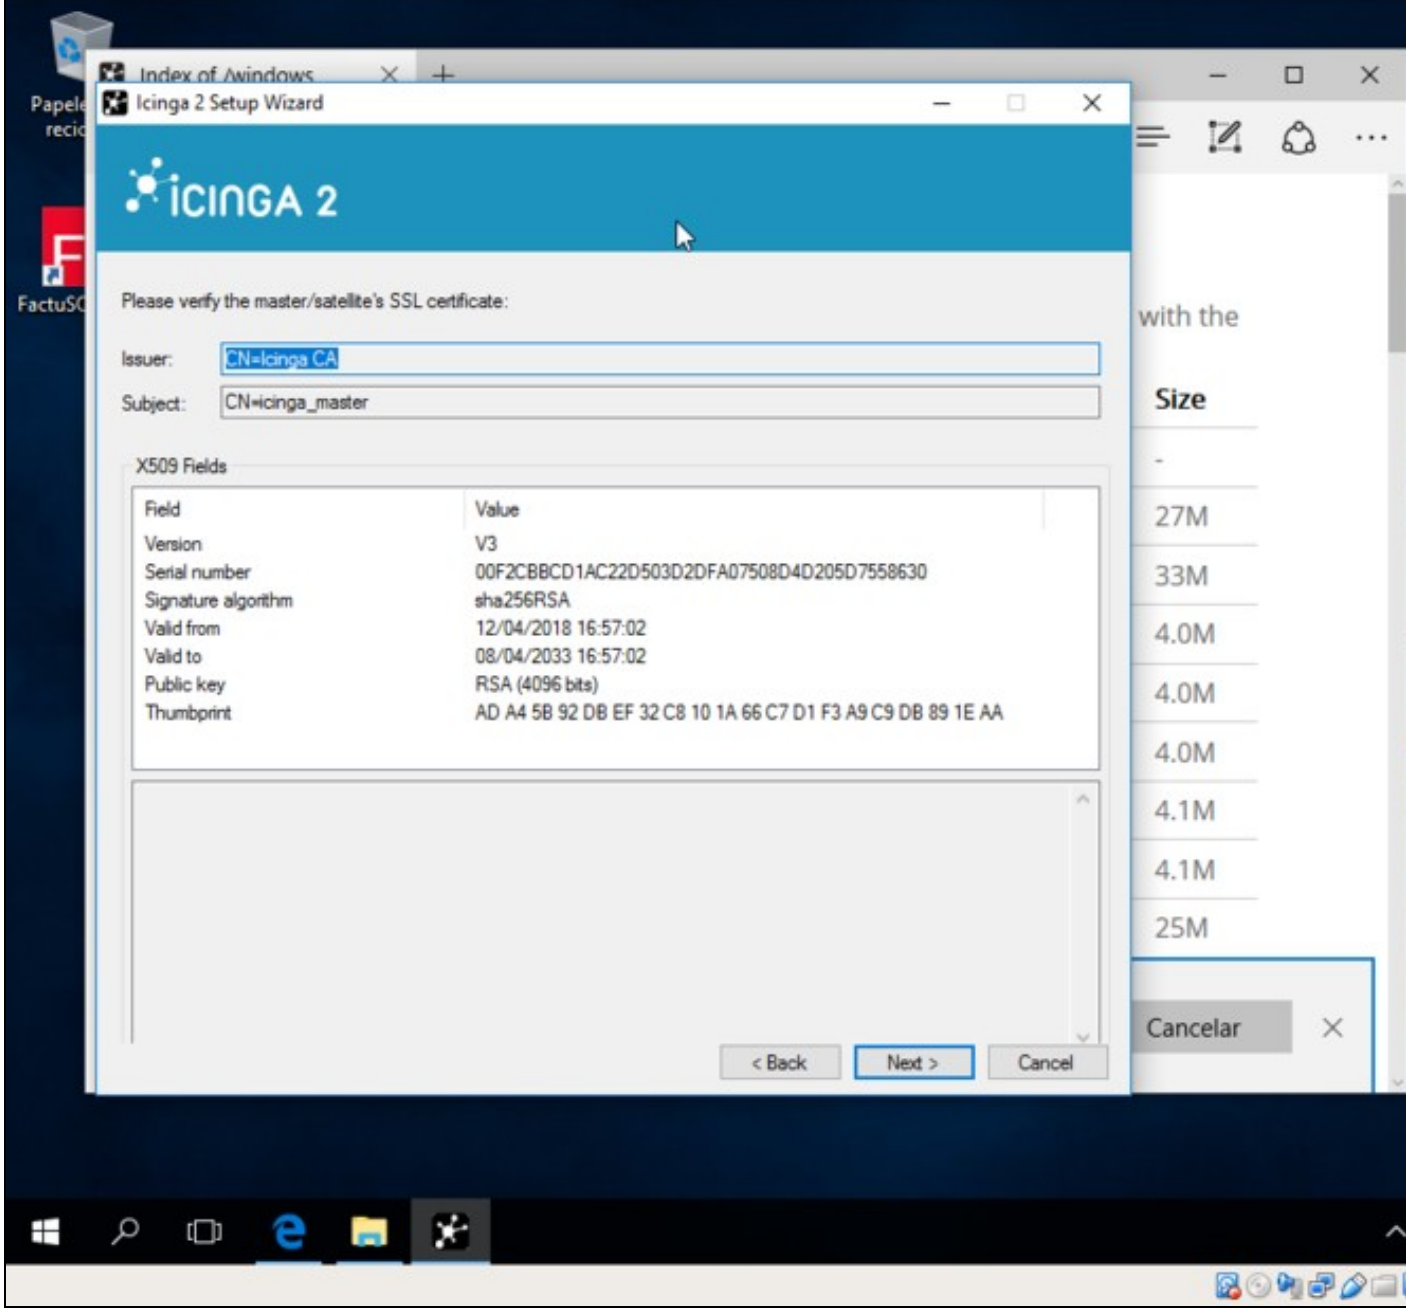 Papele
recic
FactuSO
Index of /windows
Icinga 2 Setup Wizard
iCINGA 2
Please verify the master/satellite's SSL certificate:
Issuer: CN=Icinga CA
Subject: CN=icinga_master
X509 Fields
Field Value
Version V3
Serial number 00F2CBBCD1AC22D503D2DFA07508D4D205D7558630
Signature algorithm sha256RSA
Valid from 12/04/2018 16:57:02
Valid to 08/04/2033 16:57:02
Public key RSA (4096 bits)
Thumbprint AD A4 5B 92 DB EF 32 C8 10 1A 66 C7 D1 F3 A9 C9 DB 89 1E AA
< Back Next > Cancel
with the
Size
-
27M
33M
4.0M
4.0M
4.0M
4.1M
4.1M
25M
Cancelar